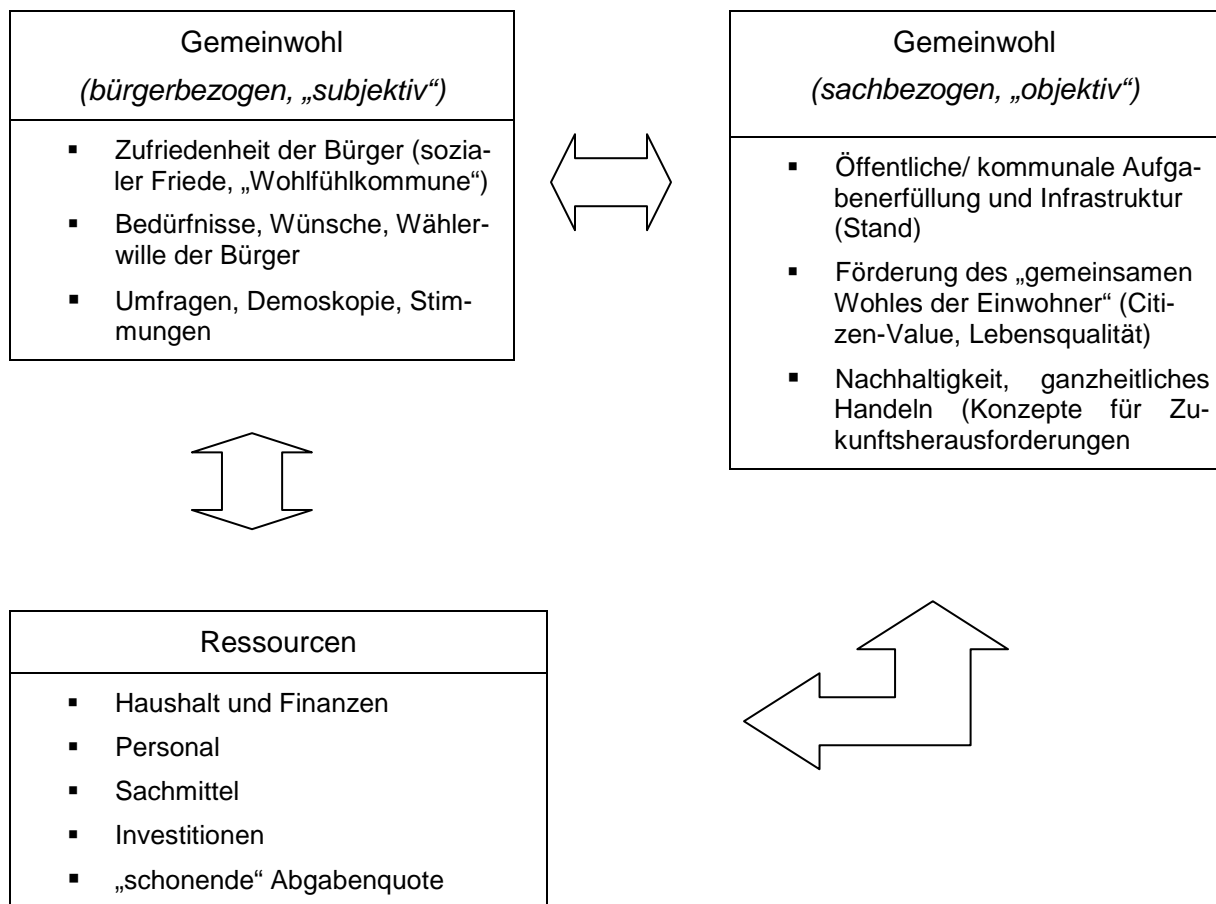 Gemeinwohl
(bürgerbezogen, „subjektiv“)
▪ Zufriedenheit der Bürger (sozia-
ler Friede, „Wohlfühlkommune“)
▪ Bedürfnisse, Wünsche, Wähler-
wille der Bürger
▪ Umfragen, Demoskopie, Stim-
mungen
Gemeinwohl
(sachbezogen, „objektiv“)
▪ Öffentliche/ kommunale Aufga-
benerfüllung und Infrastruktur
(Stand)
▪ Förderung des „gemeinsamen
Wohles der Einwohner“ (Citi-
zen-Value, Lebensqualität)
▪ Nachhaltigkeit, ganzheitliches
Handeln (Konzepte für Zu-
kunftsherausforderungen
Ressourcen
▪ Haushalt und Finanzen
▪ Personal
▪ Sachmittel
▪ Investitionen
▪ „schonende“ Abgabenquote